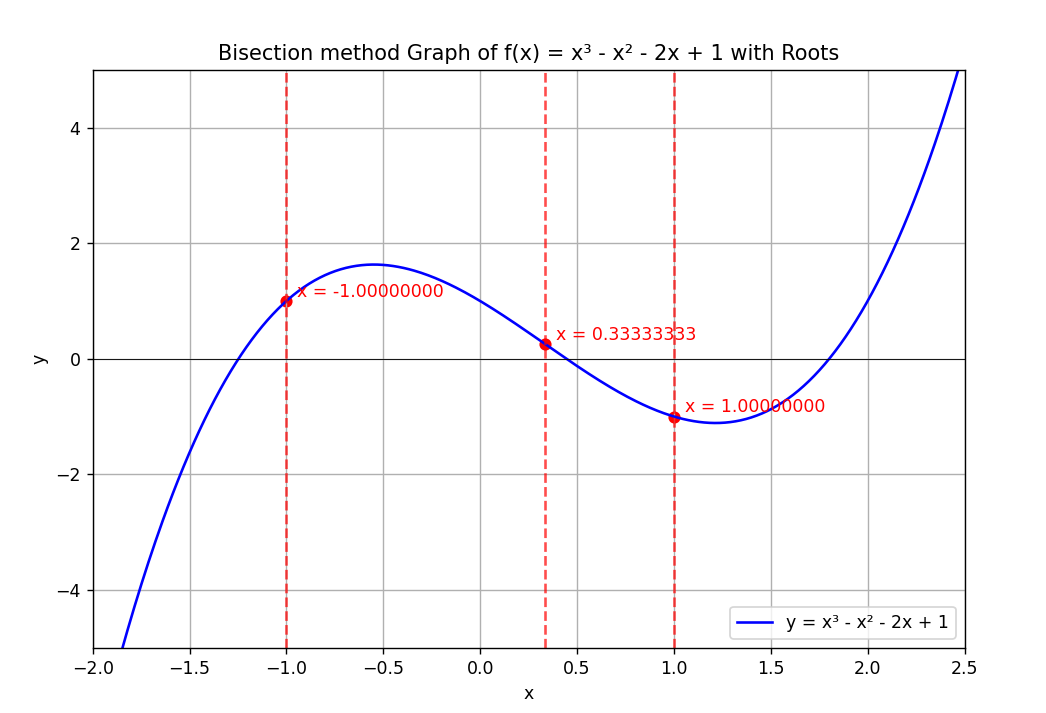 Bisection method Graph of f(x) = x³ - x² - 2x + 1 with Roots
4
2
0
−2
−4
y
x = -1.00000000
x = 0.33333333
x = 1.00000000
y = x³ - x² - 2x + 1
−2.0 −1.5 −1.0 −0.5 0.0 0.5 1.0 1.5 2.0 2.5
x